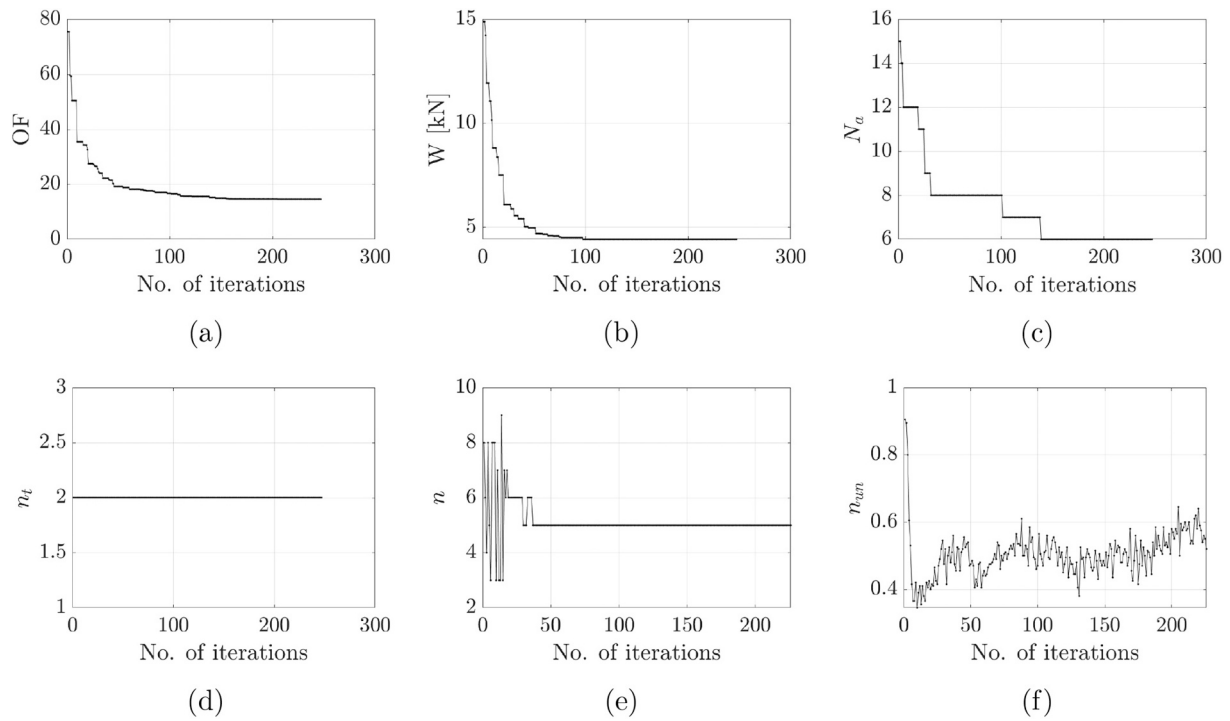 80
60
40
20
0
OF
0 100 200 300
No. of iterations
(a)
15
10
5
W [kN]
0 100 200 300
No. of iterations
(b)
16
14
12
10
8
6
N_a
0 100 200 300
No. of iterations
(c)
3
2.5
2
1.5
1
n_t
0 100 200 300
No. of iterations
(d)
10
8
6
4
2
n
0 50 100 150 200
No. of iterations
(e)
1
0.8
0.6
0.4
n_un
0 50 100 150 200
No. of iterations
(f)